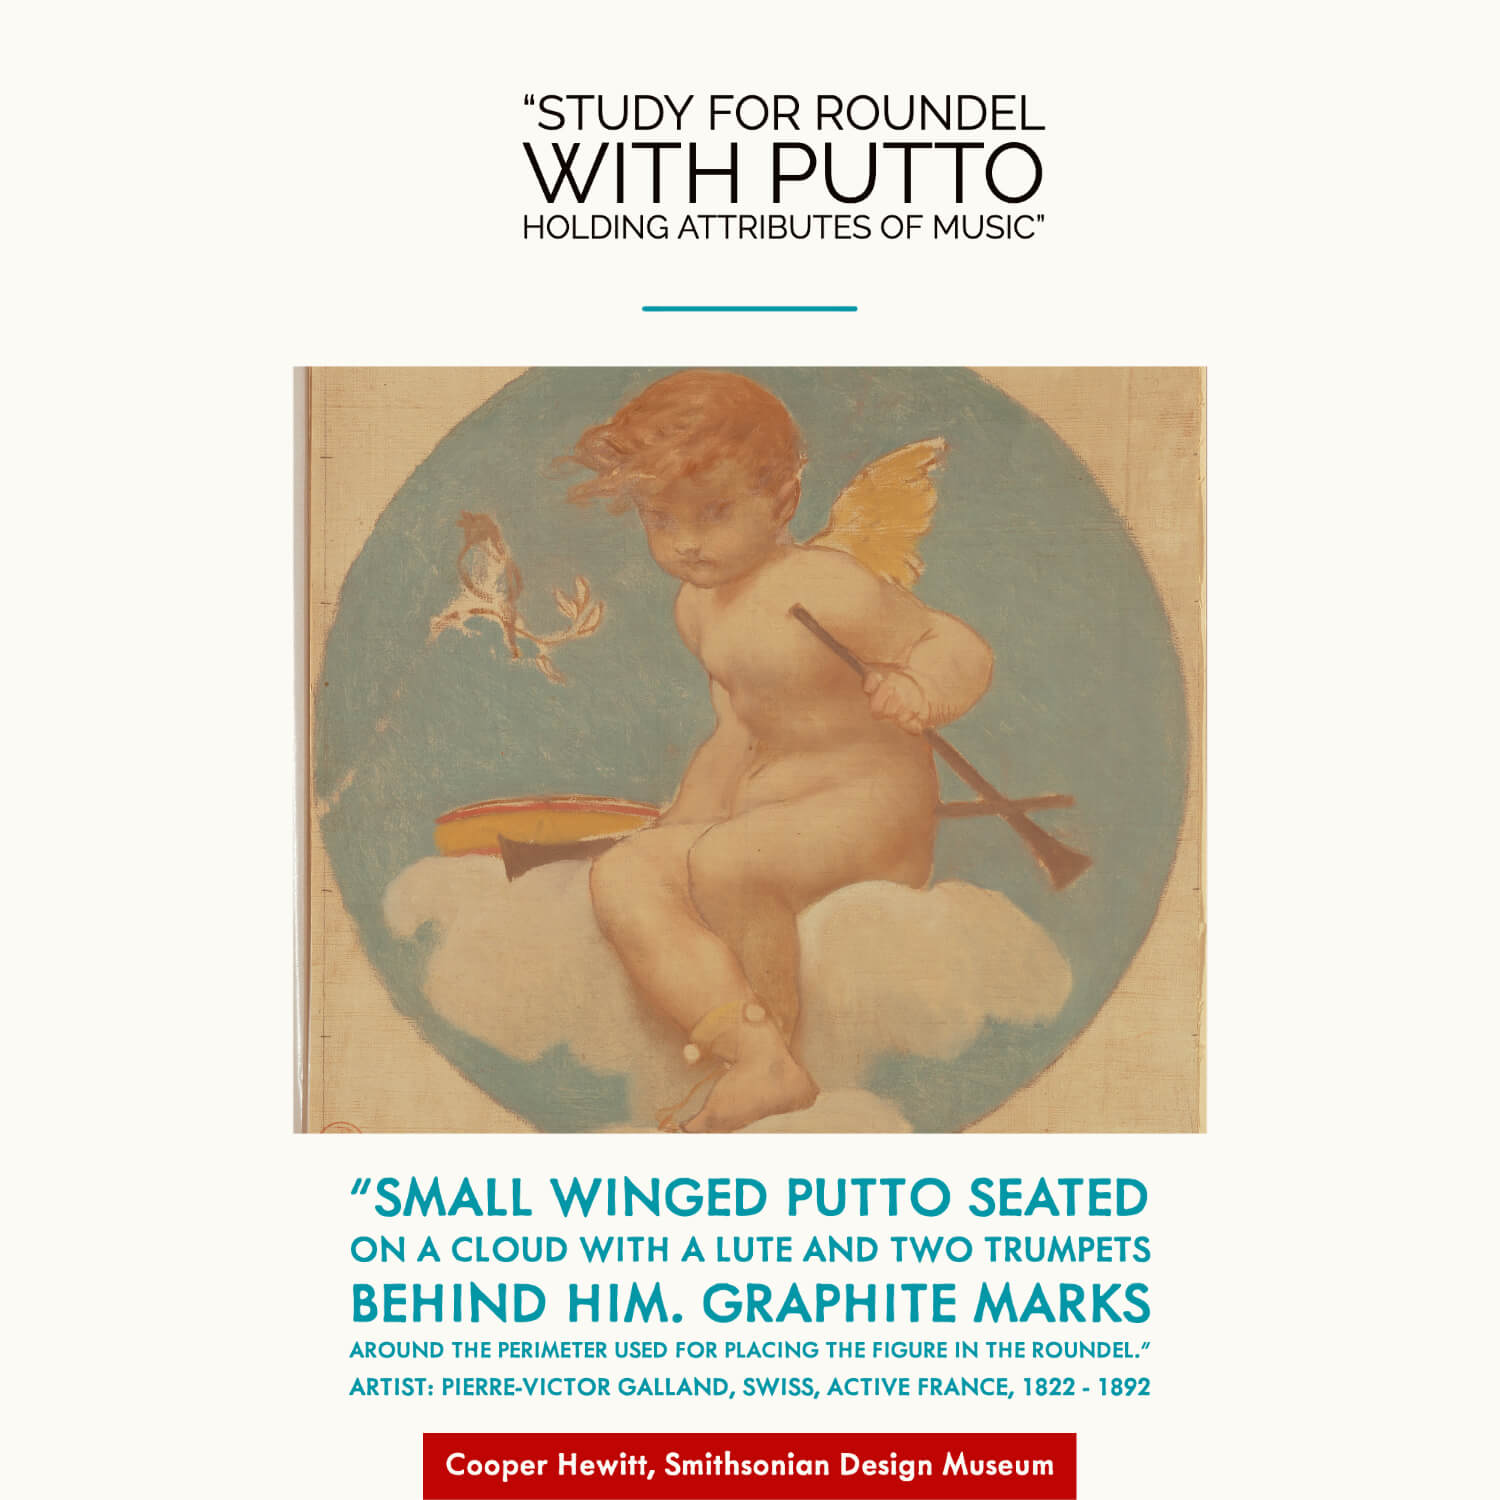 “STUDY FOR ROUNDEL
WITH PUTTO
HOLDING ATTRIBUTES OF MUSIC”
“SMALL WINGED PUTTO SEATED
ON A CLOUD WITH A LUTE AND TWO TRUMPETS
BEHIND HIM. GRAPHITE MARKS
AROUND THE PERIMETER USED FOR PLACING THE FIGURE IN THE ROUNDEL.”
ARTIST: PIERRE-VICTOR GALLAND, SWISS, ACTIVE FRANCE, 1822 - 1892
Cooper Hewitt, Smithsonian Design Museum